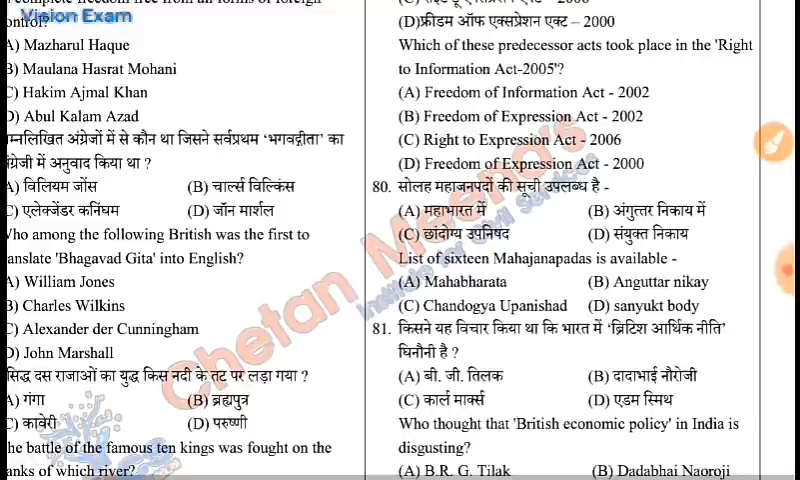 Vision Exam
ontrol?
A) Mazharul Haque
B) Maulana Hasrat Mohani
C) Hakim Ajmal Khan
D) Abul Kalam Azad
म्नलिखित अंग्रेजों में से कौन था जिसने सर्वप्रथम ‘भगवद्गीता’ का
ग्रेजी में अनुवाद किया था ?
A) विलियम जोंस (B) चार्ल्स विल्किंस
C) एलेक्जेंडर कनिंघम (D) जॉन मार्शल
Who among the following British was the first to
anslate 'Bhagavad Gita' into English?
A) William Jones
B) Charles Wilkins
C) Alexander der Cunningham
D) John Marshall
सिद्ध दस राजाओं का युद्ध किस नदी के तट पर लड़ा गया ?
A) गंगा (B) ब्रह्मपुत्र
C) कावेरी (D) परुष्णी
he battle of the famous ten kings was fought on the
anks of which river?
(D)फ्रीडम ऑफ एक्सप्रेशन एक्ट – 2000
Which of these predecessor acts took place in the 'Right
to Information Act-2005'?
(A) Freedom of Information Act - 2002
(B) Freedom of Expression Act - 2002
(C) Right to Expression Act - 2006
(D) Freedom of Expression Act - 2000
80. सोलह महाजनपदों की सूची उपलब्ध है -
(A) महाभारत में (B) अंगुत्तर निकाय में
(C) छांदोग्य उपनिषद (D) संयुक्त निकाय
List of sixteen Mahajanapadas is available -
(A) Mahabharata (B) Anguttar nikay
(C) Chandogya Upanishad (D) sanyukt body
81. किसने यह विचार किया था कि भारत में ‘ब्रिटिश आर्थिक नीति’
घिनौनी है ?
(A) बी. जी. तिलक (B) दादाभाई नौरोजी
(C) कार्ल मार्क्स (D) एडम स्मिथ
Who thought that 'British economic policy' in India is
disgusting?
(A) B.R. G. Tilak (B) Dadabhai Naoroji
Chetan Meena's
Institute for Civil Services